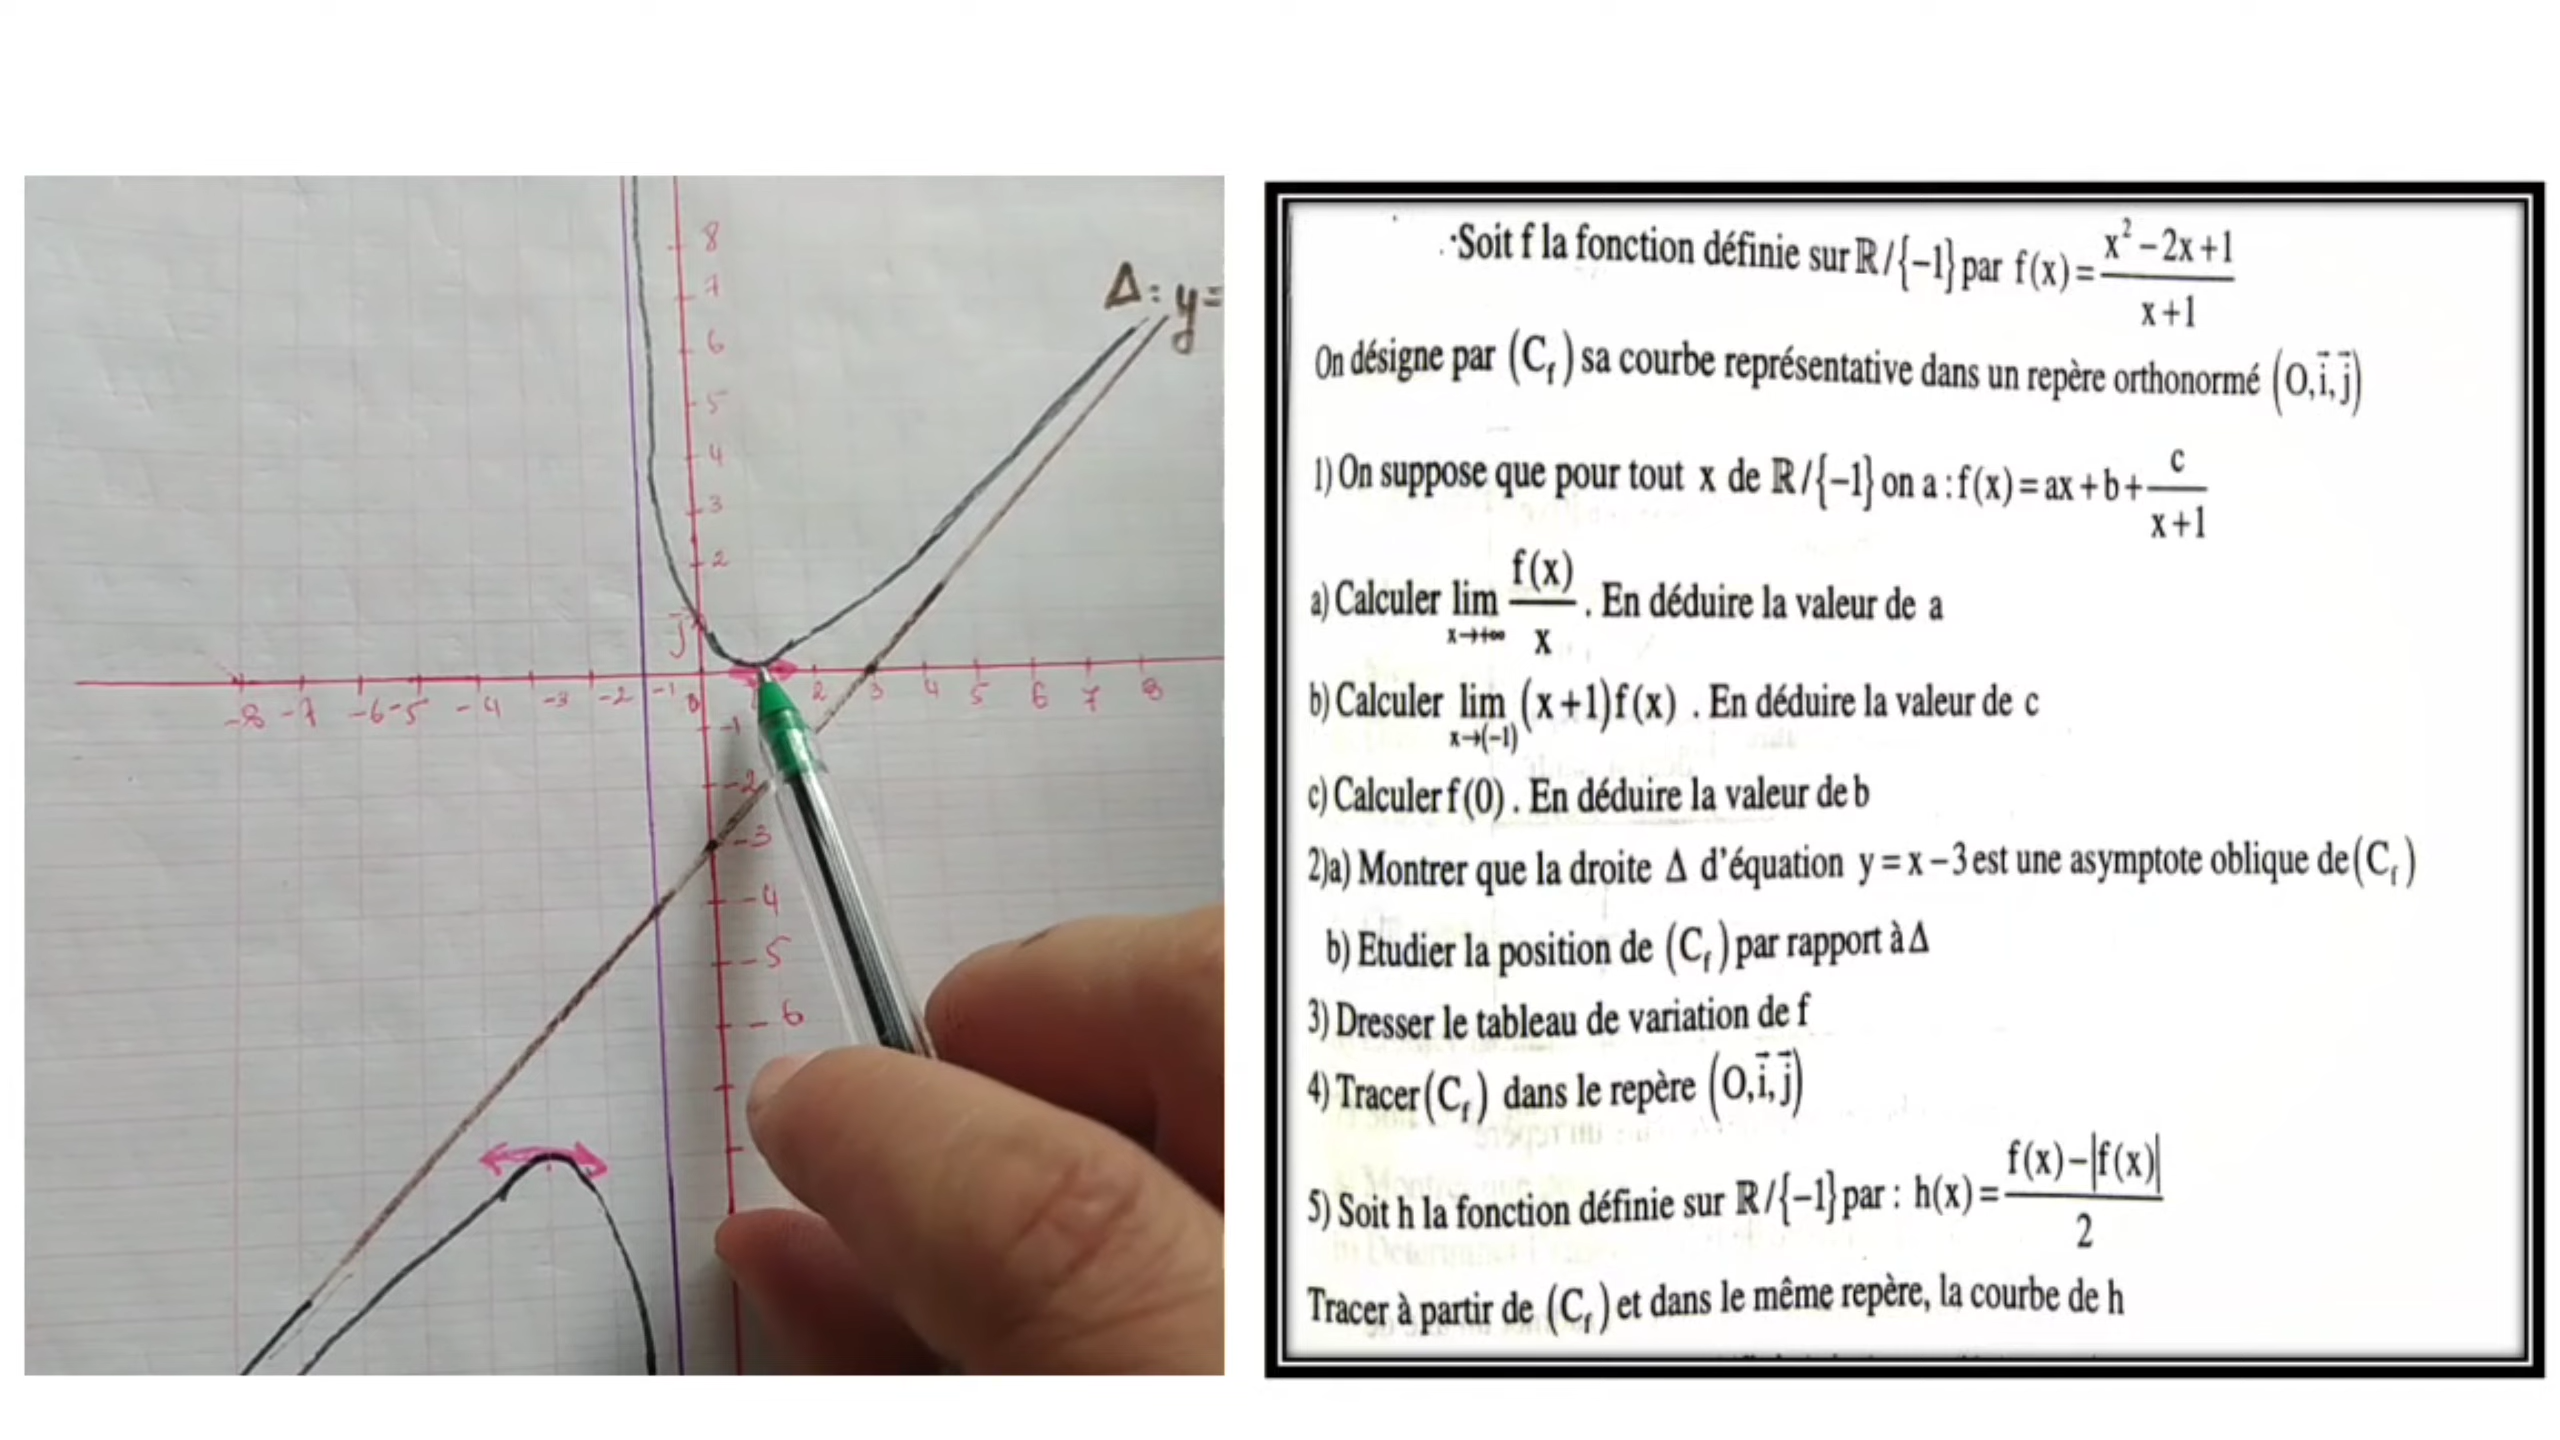 8
7
Δ: y=
6
5
4
3
2
J
-8 -7 -6 -5 -4 -3 -2 -1 0 2 3 4 5 6 7 8
-1
-2
-3
-4
-5
-6
Soit f la fonction définie sur ℝ/{−1} par f(x) = (x² − 2x + 1)/(x+1)
On désigne par (C_f) sa courbe représentative dans un repère orthonormé (O, i⃗, j⃗)
1) On suppose que pour tout x de ℝ/{−1} on a : f(x) = ax + b + c/(x+1)
a) Calculer lim x→+∞ f(x)/x . En déduire la valeur de a
b) Calculer lim x→(−1) (x+1)f(x) . En déduire la valeur de c
c) Calculer f(0) . En déduire la valeur de b
2)a) Montrer que la droite Δ d'équation y = x − 3 est une asymptote oblique de (C_f)
b) Etudier la position de (C_f) par rapport à Δ
3) Dresser le tableau de variation de f
4) Tracer (C_f) dans le repère (O, i⃗, j⃗)
5) Soit h la fonction définie sur ℝ/{−1} par : h(x) = (f(x) − |f(x)|)/2
Tracer à partir de (C_f) et dans le même repère, la courbe de h